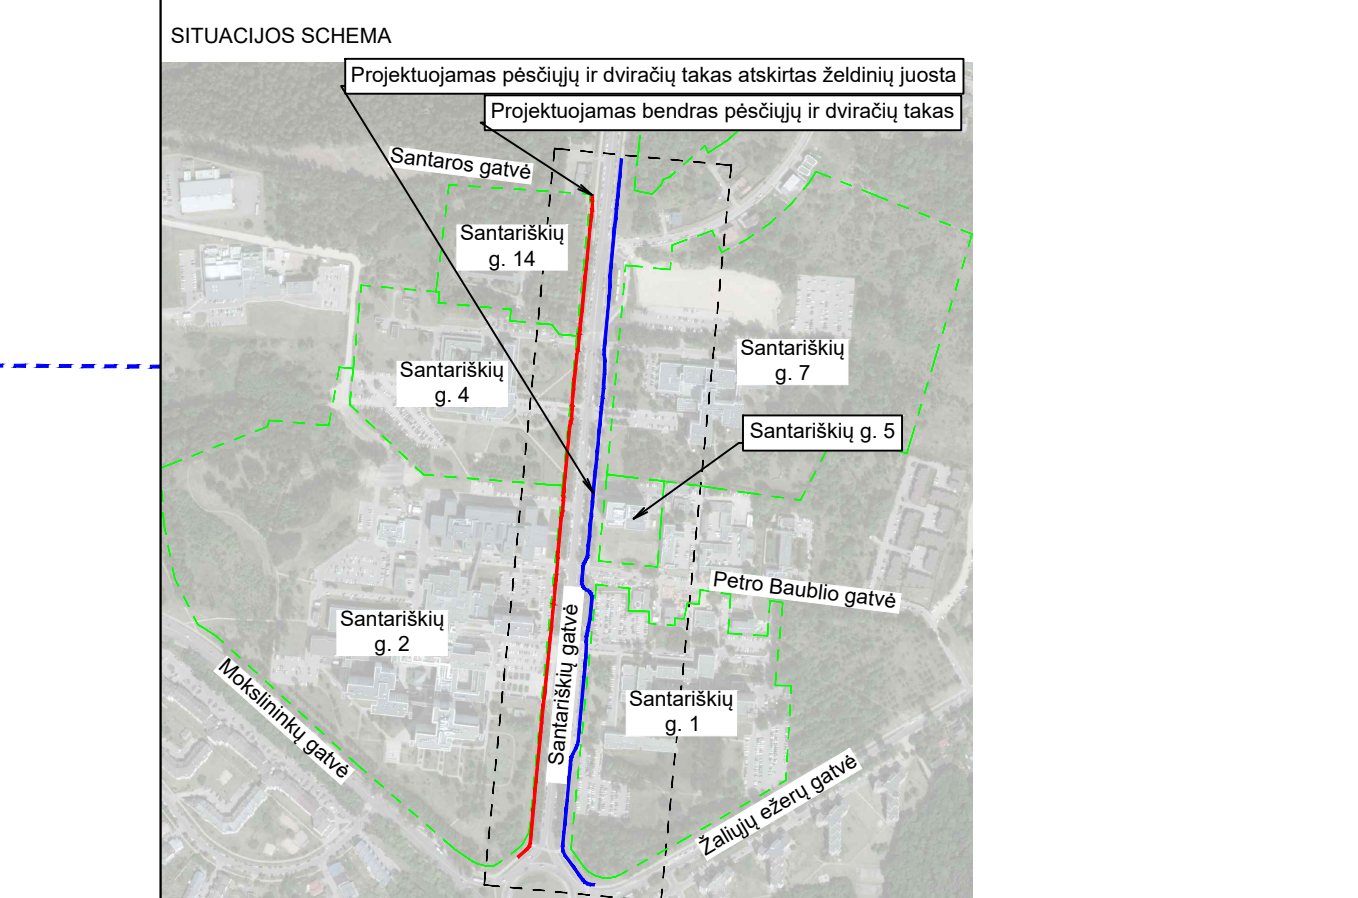 SITUACIJOS SCHEMA
Projektuojamas pėsčiųjų ir dviračių takas atskirtas želdinių juosta
Projektuojamas bendras pėsčiųjų ir dviračių takas
Santaros gatvė
Santariškių
g. 14
Santariškių
g. 7
Santariškių
g. 4
Santariškių g. 5
Petro Baublio gatvė
Santariškių
g. 2
Santariškių gatvė
Mokslininkų gatvė
Santariškių
g. 1
Žaliųjų ežerų gatvė